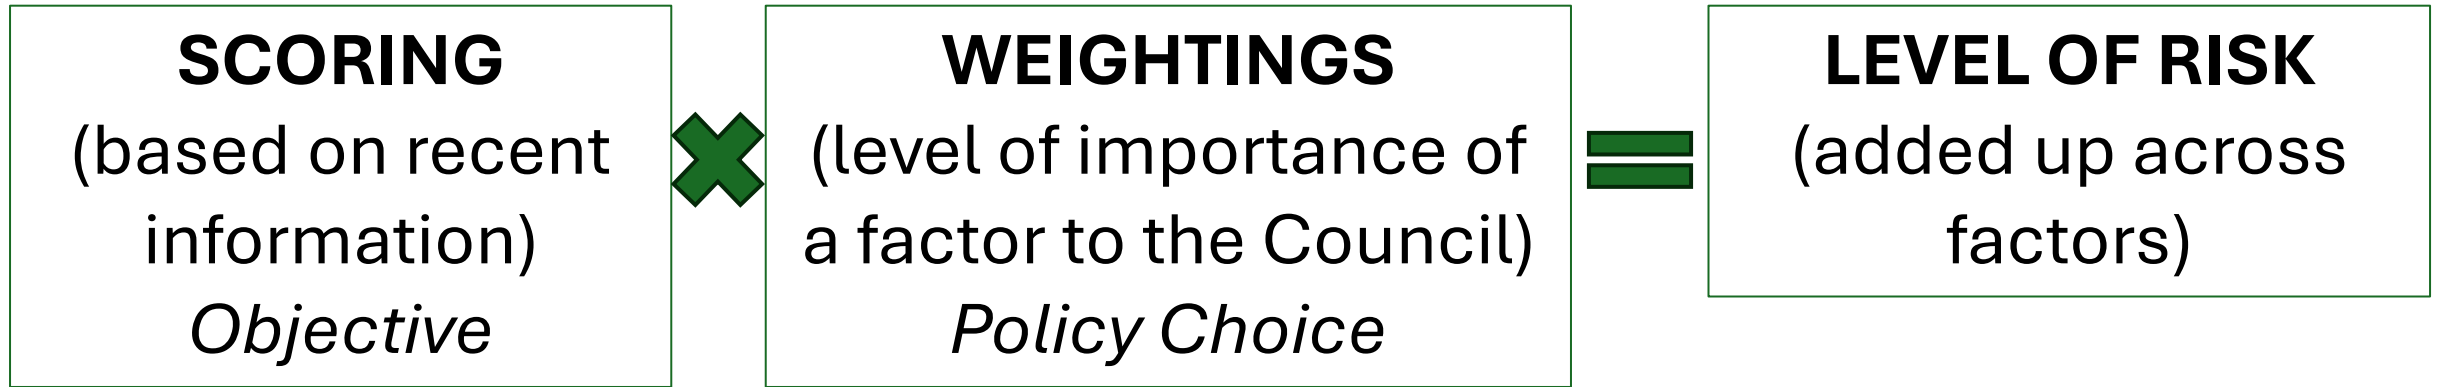 SCORING
(based on recent
information)
Objective
WEIGHTINGS
(level of importance of
a factor to the Council)
Policy Choice
LEVEL OF RISK
(added up across
factors)